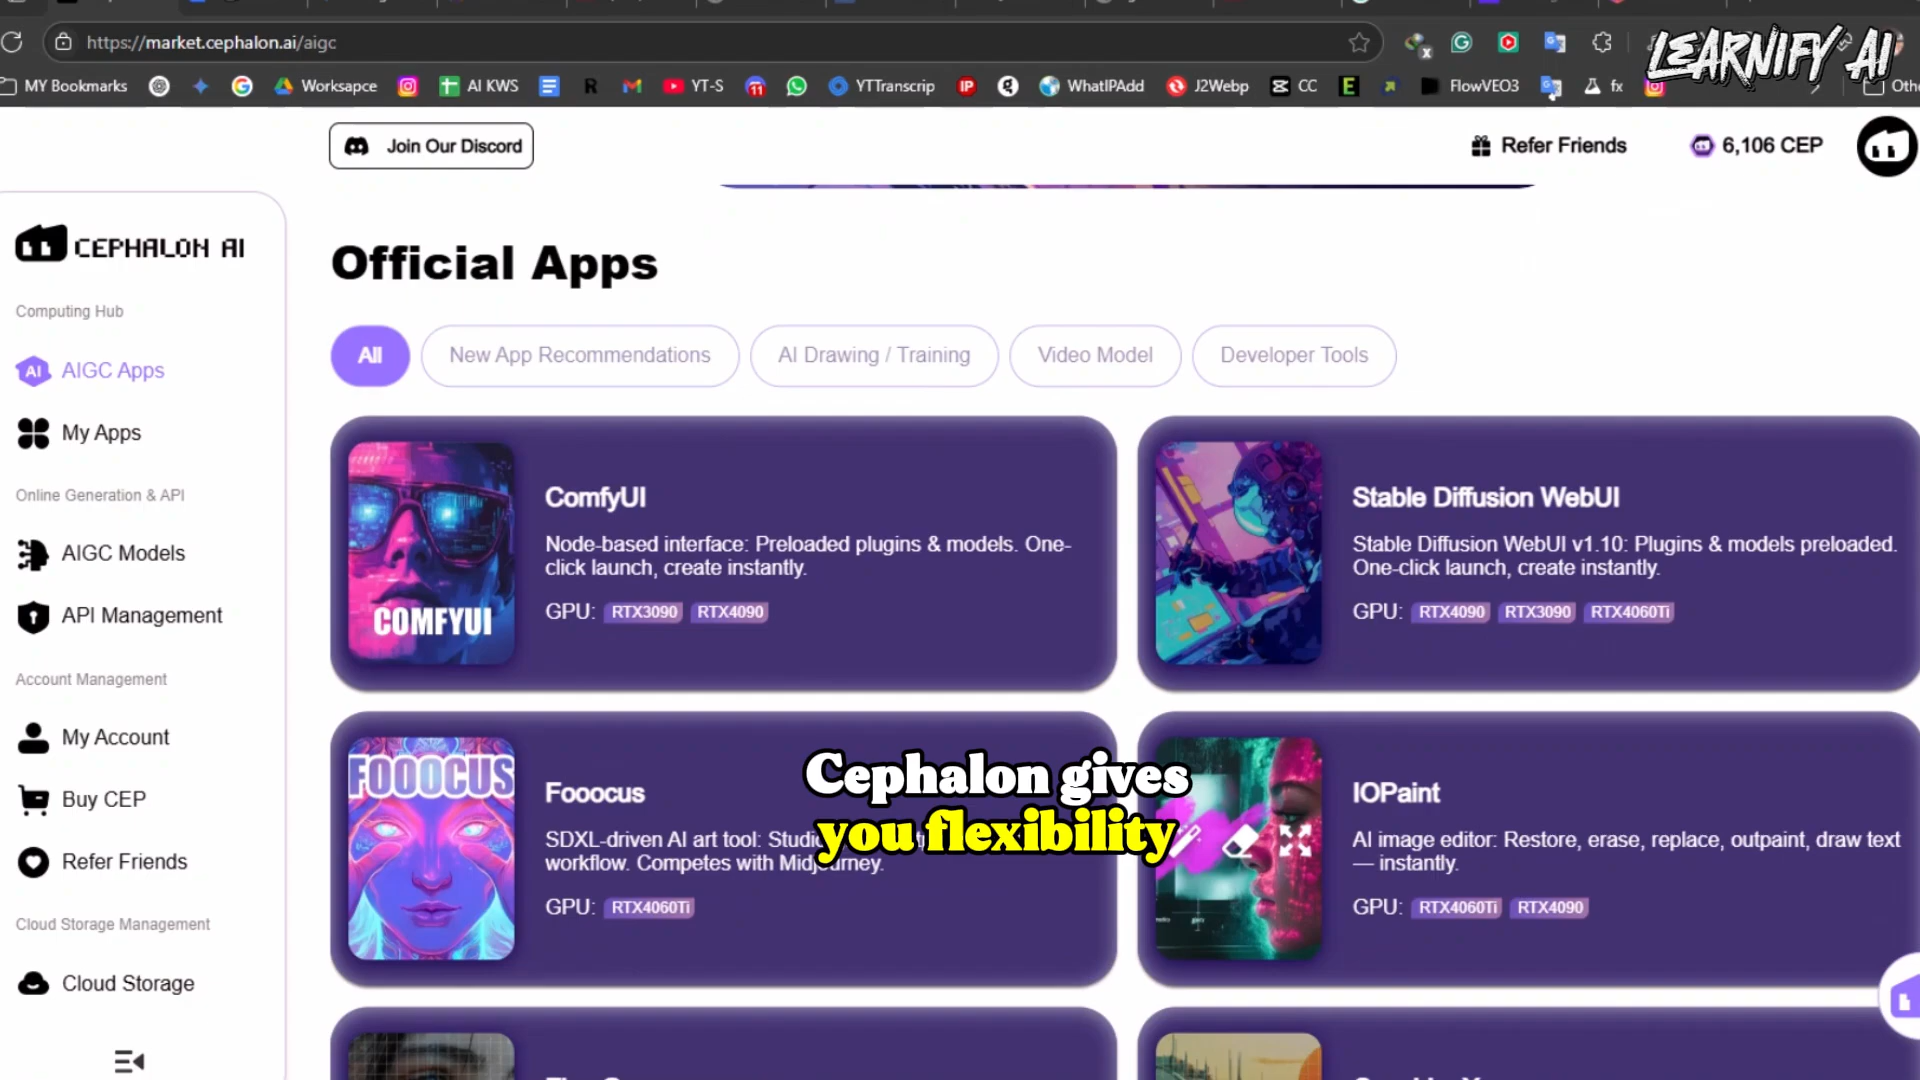 https://market.cephalon.ai/aigc
LEARNIFY AI
MY Bookmarks
Worksapce
AI KWS
R
YT-S
11
YTTranscrip
IP
WhatIPAdd
J2Webp
CC
E
FlowVEO3
fx
Join Our Discord
Refer Friends
6,106 CEP
CEPHALON AI
Computing Hub
AI
AIGC Apps
My Apps
Online Generation & API
AIGC Models
API Management
Account Management
My Account
Buy CEP
Refer Friends
Cloud Storage Management
Cloud Storage
Official Apps
All
New App Recommendations
AI Drawing / Training
Video Model
Developer Tools
COMFYUI
ComfyUI
Node-based interface: Preloaded plugins & models. One-
click launch, create instantly.
GPU: RTX3090 RTX4090
Stable Diffusion WebUI
Stable Diffusion WebUI v1.10: Plugins & models preloaded.
One-click launch, create instantly.
GPU: RTX4090 RTX3090 RTX4060Ti
FOOOCUS
Fooocus
SDXL-driven AI art tool:
workflow. Competes with Midjourney.
GPU: RTX4060Ti
IOPaint
AI image editor: Restore, erase, replace, outpaint, draw text
— instantly.
GPU: RTX4060Ti RTX4090
Cephalon gives
you flexibility